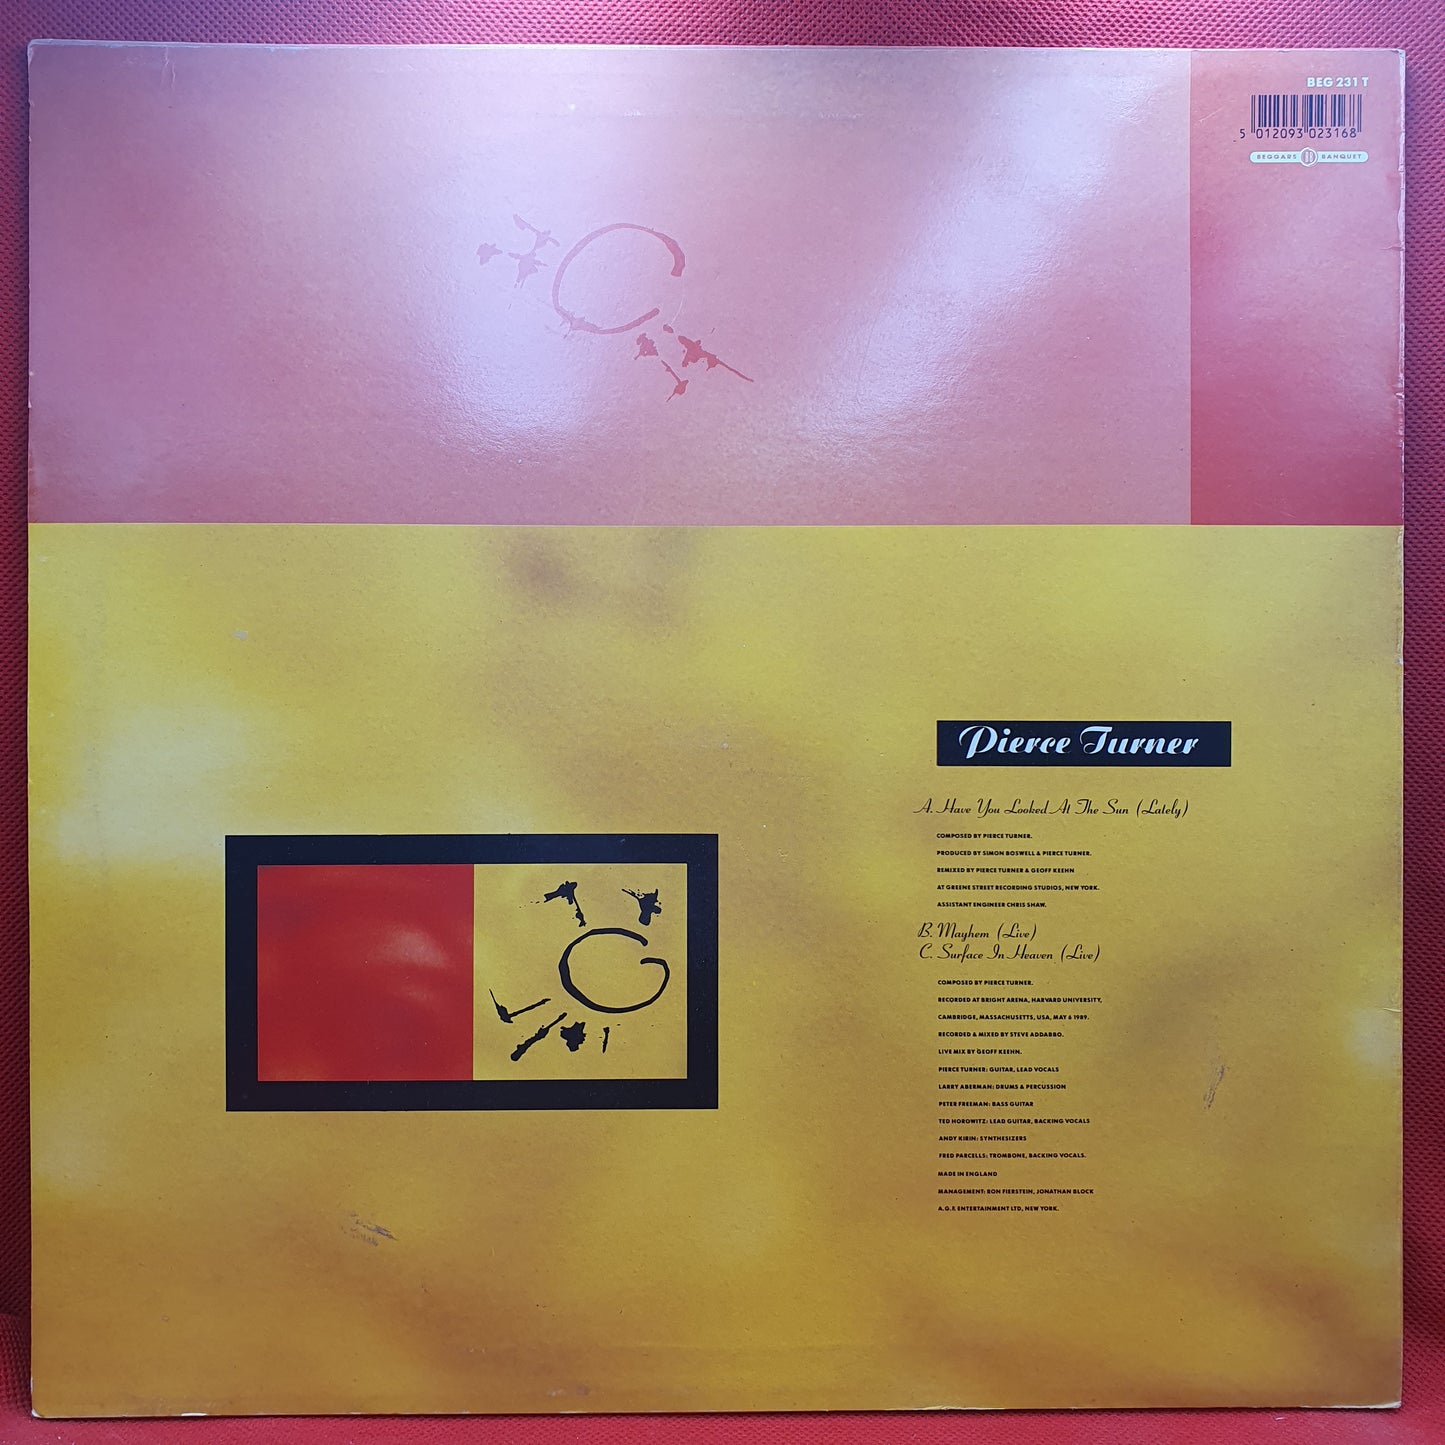 BEG 231 T
5 012093 023168
BEGGARS BANQUET
Pierce Turner
A. Have You Looked At The Sun (Lately)
COMPOSED BY PIERCE TURNER.
PRODUCED BY SIMON BOSWELL & PIERCE TURNER.
REMIXED BY PIERCE TURNER & GEOFF KEEHN
AT GREENE STREET RECORDING STUDIOS, NEW YORK.
ASSISTANT ENGINEER CHRIS SHAW.
B. Mayhem (Live)
C. Surface In Heaven (Live)
COMPOSED BY PIERCE TURNER.
RECORDED AT BRIGHT ARENA, HARVARD UNIVERSITY,
CAMBRIDGE, MASSACHUSETTS, USA, MAY 6 1989.
RECORDED & MIXED BY STEVE ADDABBO.
LIVE MIX BY GEOFF KEEHN.
PIERCE TURNER: GUITAR, LEAD VOCALS
LARRY ABERMAN: DRUMS & PERCUSSION
PETER FREEMAN: BASS GUITAR
TED HOROWITZ: LEAD GUITAR, BACKING VOCALS
ANDY KIRIN: SYNTHESIZERS
FRED PARCELLS: TROMBONE, BACKING VOCALS.
MADE IN ENGLAND
MANAGEMENT: RON FIERSTEIN, JONATHAN BLOCK
A.G.F. ENTERTAINMENT LTD, NEW YORK.